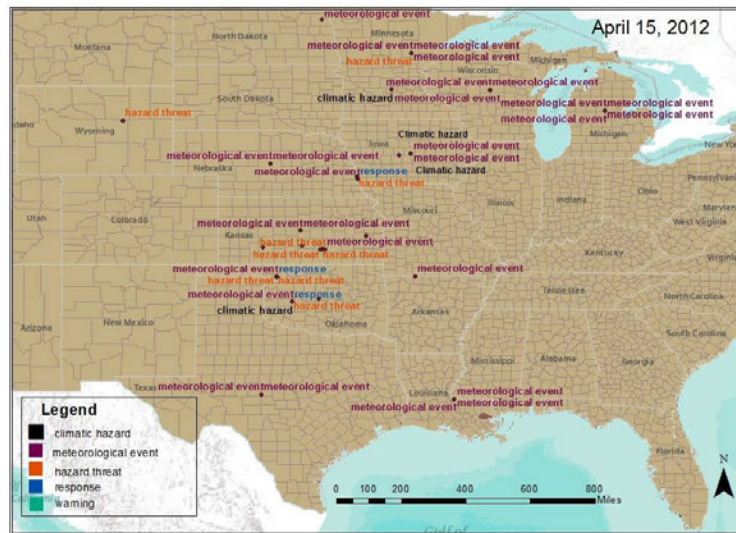 April 15, 2012
meteorological event
North Dakota
Minnesota
Montana
meteorological event meteorological event
hazard threat meteorological event
Michigan
Wisconsin
meteorological event meteorological event
climatic hazard meteorological event
South Dakota
meteorological event meteorological event
meteorological event meteorological event
Michigan
hazard threat
Wyoming
Climatic hazard
Iowa
meteorological event
meteorological event meteorological event
meteorological event
Nebraska
meteorological event response Climatic hazard
hazard threat
New York
Pennsylvania
Ohio
Illinois
Indiana
Maryland
Utah
Colorado
Missouri
West Virginia
meteorological event meteorological event
Kansas
hazard threat meteorological event
hazard threat hazard threat
Kentucky
Virginia
meteorological event response
hazard threat hazard threat
meteorological event
Tennessee
North Carolina
meteorological event response
climatic hazard hazard threat
Arkansas
Oklahoma
Arizona
New Mexico
South Carolina
Mississippi
Alabama
Georgia
Texas
meteorological event meteorological event
Louisiana
meteorological event
meteorological event meteorological event
Florida
Legend
climatic hazard
meteorological event
hazard threat
response
warning
N
0 100 200 400 600 800
Miles